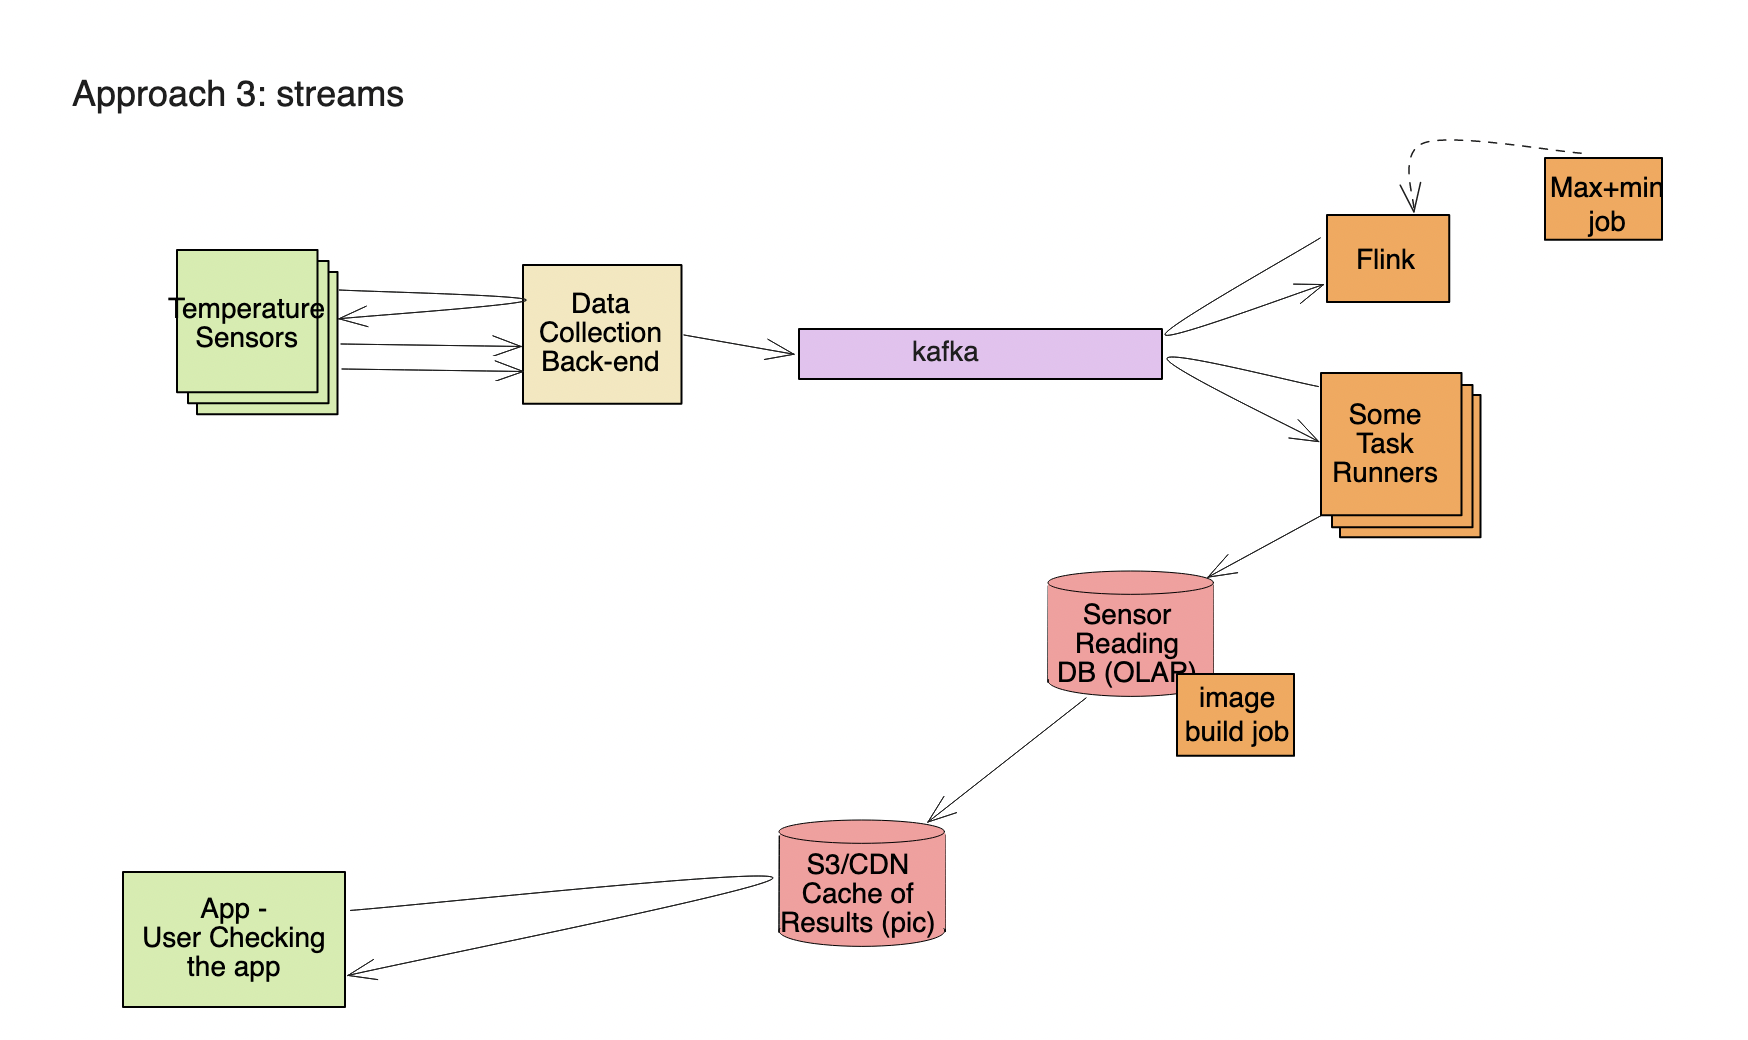 Approach 3: streams
Max+min
job
Flink
Temperature
Sensors
Data
Collection
Back-end
kafka
Some
Task
Runners
Sensor
Reading
DB (OLAP)
image
build job
S3/CDN
Cache of
Results (pic)
App -
User Checking
the app